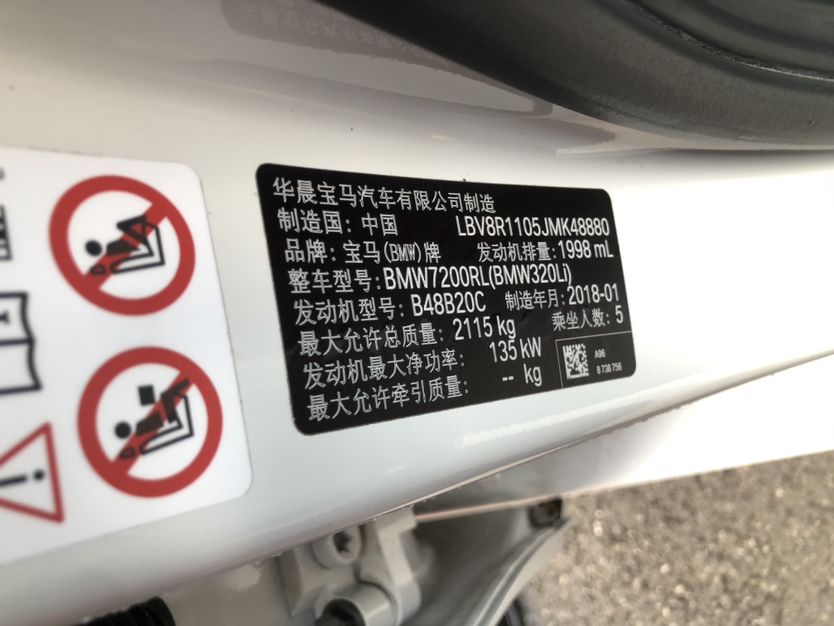 华晨宝马汽车有限公司制造
制造国：中国 LBV8R1105JMK48880
品牌：宝马(BMW)牌 发动机排量：1998 mL
整车型号：BMW7200RL(BMW320Li)
发动机型号：B48B20C 制造年月：2018-01
最大允许总质量：2115 kg 乘坐人数：5
发动机最大净功率：135 kW
最大允许牵引质量：-- kg
A96
B 738 756